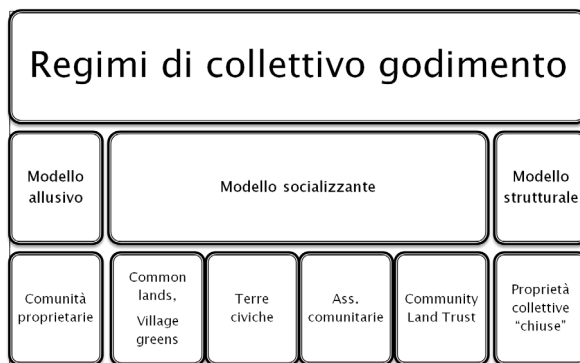 Regimi di collettivo godimento
Modello
allusivo
Modello socializzante
Modello
strutturale
Comunità
proprietarie
Common
lands,
Village
greens
Terre
civiche
Ass.
comunitarie
Community
Land Trust
Proprietà
collettive
“chiuse”